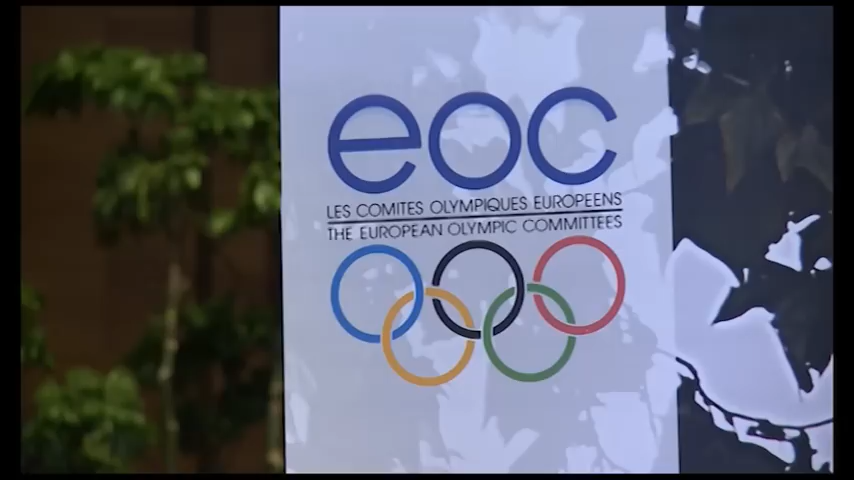 eoc
LES COMITES OLYMPIQUES EUROPEENS
THE EUROPEAN OLYMPIC COMMITTEES